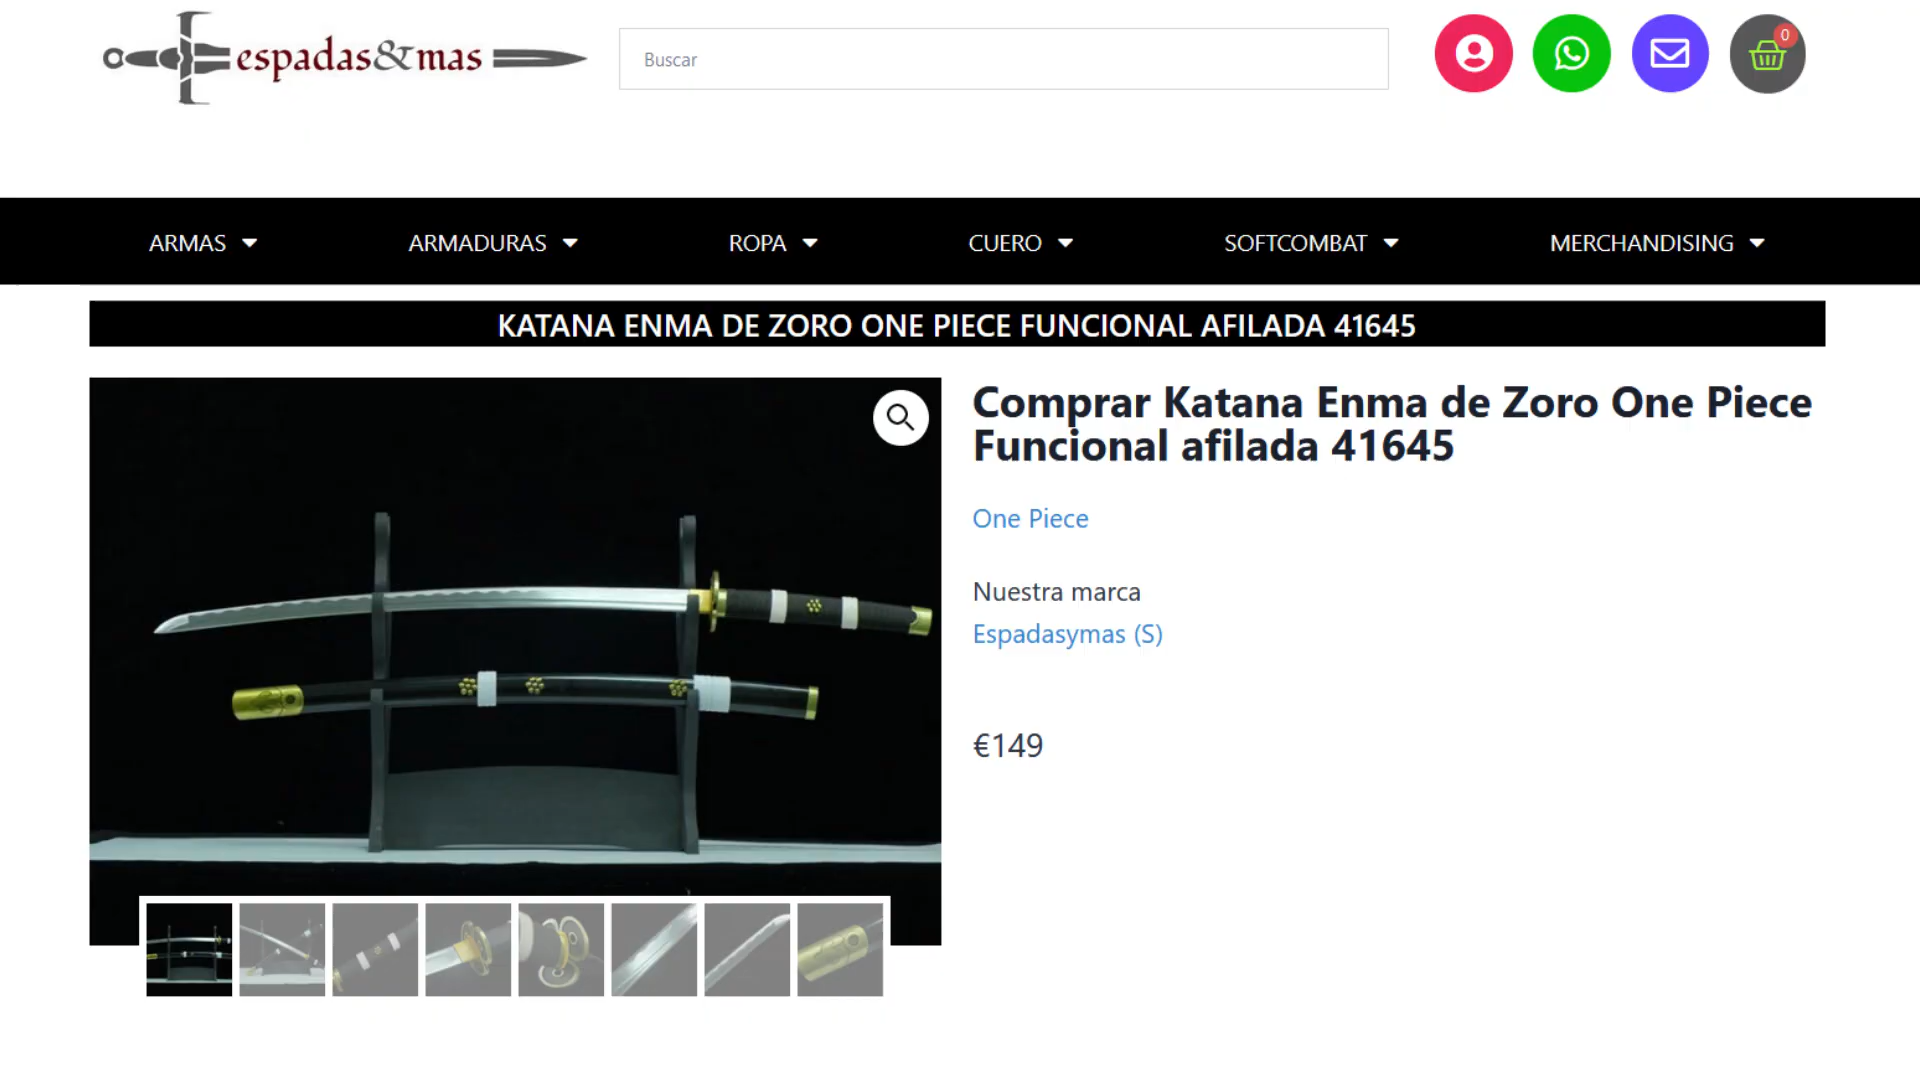 espadas&mas
Buscar
0
ARMAS
ARMADURAS
ROPA
CUERO
SOFTCOMBAT
MERCHANDISING
KATANA ENMA DE ZORO ONE PIECE FUNCIONAL AFILADA 41645
Comprar Katana Enma de Zoro One Piece
Funcional afilada 41645
One Piece
Nuestra marca
Espadasymas (S)
€149